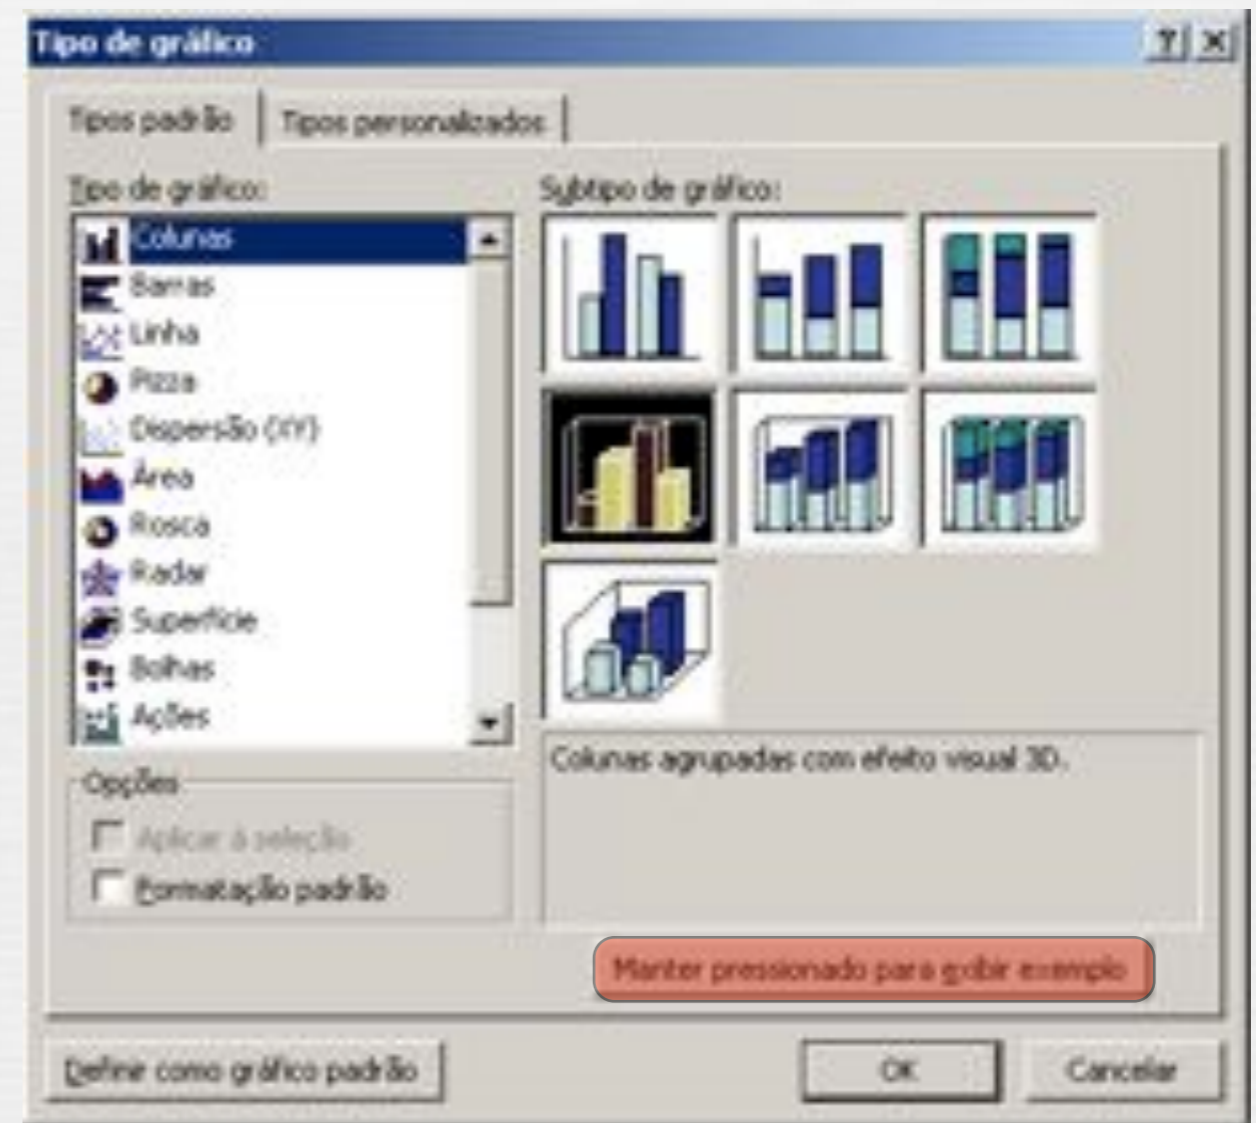 Tipo de gráfico
Tipos padrão
Tipos personalizados
Tipo de gráfico:
Subtipo de gráfico:
Colunas
Barras
Linha
Pizza
Dispersão (XY)
Área
Rosca
Radar
Superfície
Bolhas
Ações
Colunas agrupadas com efeito visual 3D.
Opções
Aplicar à seleção
Formatação padrão
Manter pressionado para exibir exemplo
Definir como gráfico padrão
OK
Cancelar